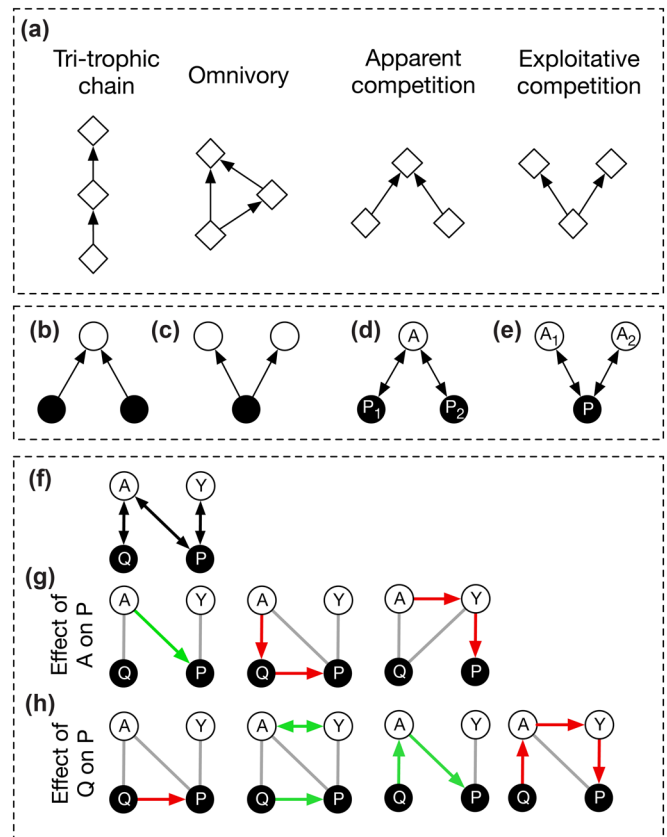 (a)
Tri-trophic
chain
Omnivory
Apparent
competition
Exploitative
competition
(b)
(c)
(d)
(e)
A
A1
A2
P1
P2
P
(f)
A
Y
Q
P
(g)
Effect of
A on P
A
Y
A
Y
A
Y
Q
P
Q
P
Q
P
(h)
Effect of
Q on P
A
Y
A
Y
A
Y
A
Y
Q
P
Q
P
Q
P
Q
P